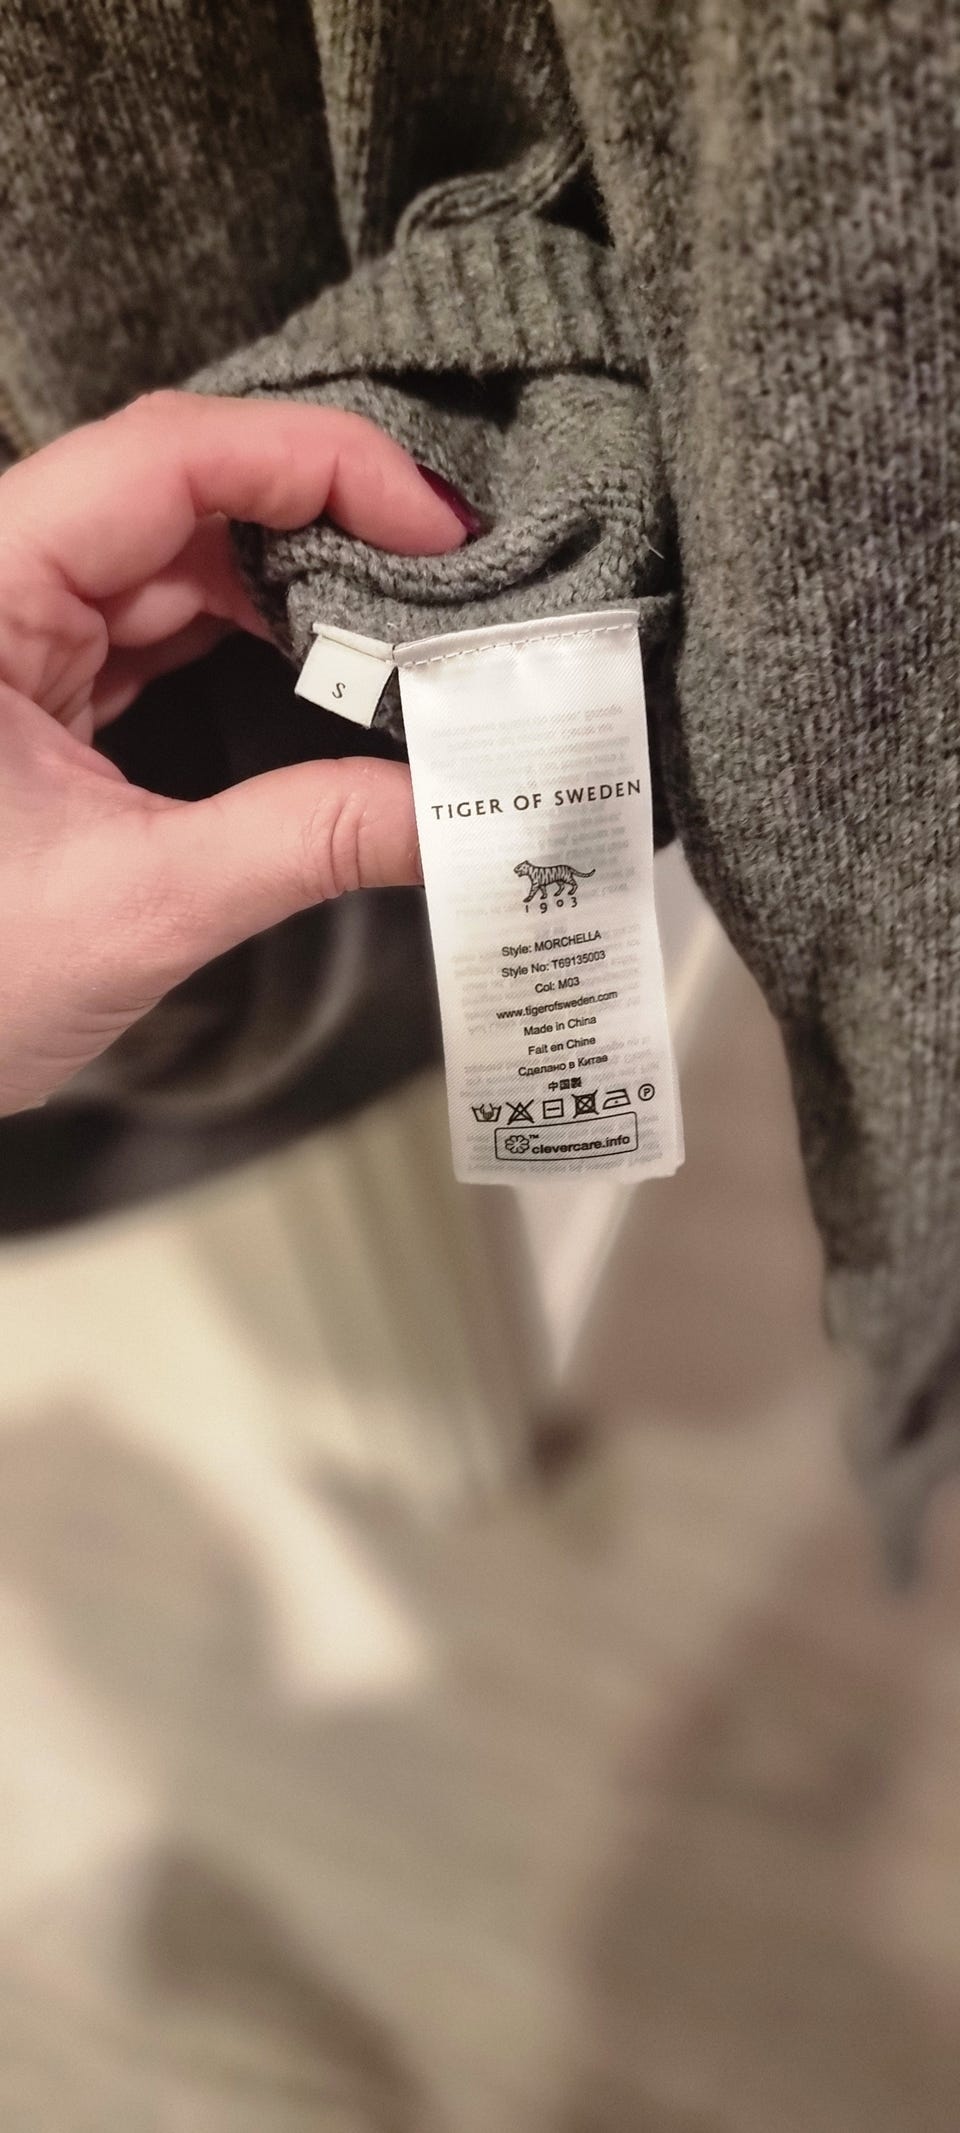 S
TIGER OF SWEDEN
1903
Style: MORCHELLA
Style No: T69135003
Col: M03
www.tigerofsweden.com
Made in China
Fait en Chine
Сделано в Китае
中国製
P
™ clevercare.info